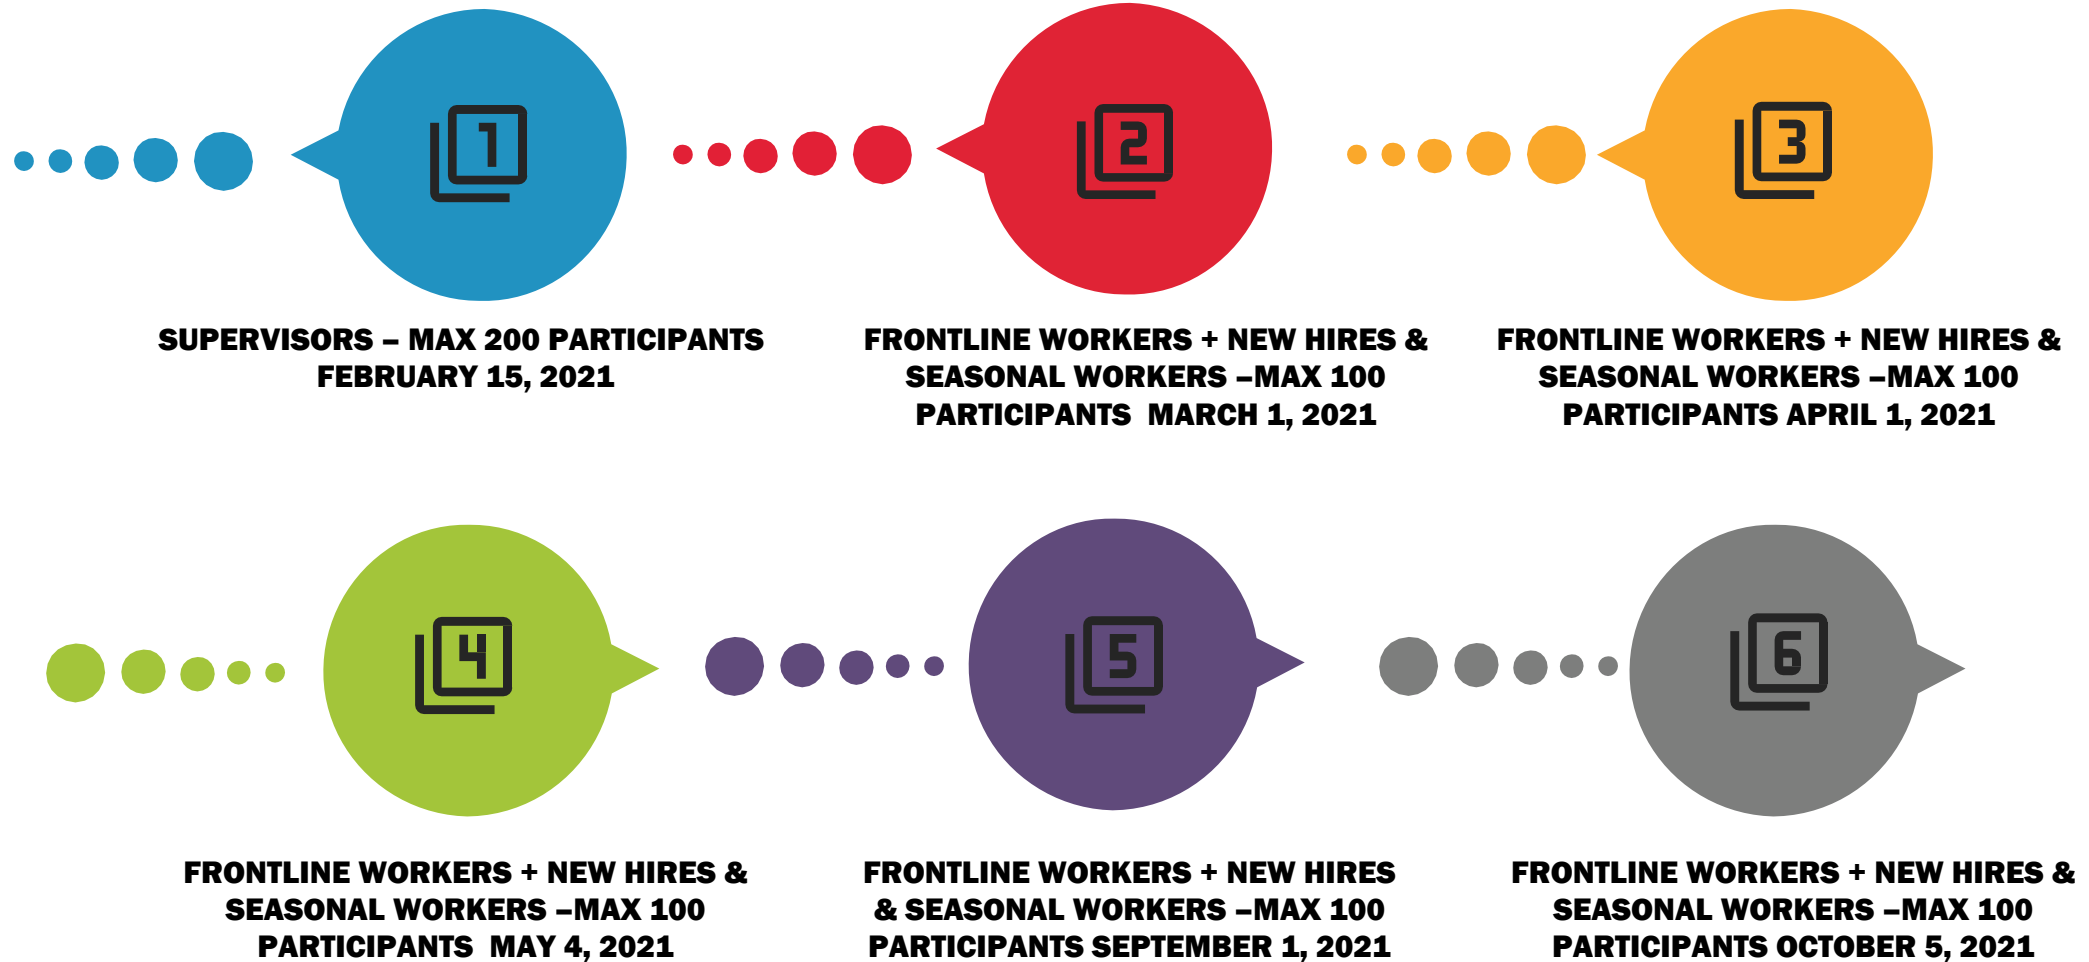 1
2
3
SUPERVISORS – MAX 200 PARTICIPANTS
FEBRUARY 15, 2021
FRONTLINE WORKERS + NEW HIRES &
SEASONAL WORKERS –MAX 100
PARTICIPANTS  MARCH 1, 2021
FRONTLINE WORKERS + NEW HIRES &
SEASONAL WORKERS –MAX 100
PARTICIPANTS APRIL 1, 2021
4
5
6
FRONTLINE WORKERS + NEW HIRES &
SEASONAL WORKERS –MAX 100
PARTICIPANTS  MAY 4, 2021
FRONTLINE WORKERS + NEW HIRES
& SEASONAL WORKERS –MAX 100
PARTICIPANTS SEPTEMBER 1, 2021
FRONTLINE WORKERS + NEW HIRES &
SEASONAL WORKERS –MAX 100
PARTICIPANTS OCTOBER 5, 2021